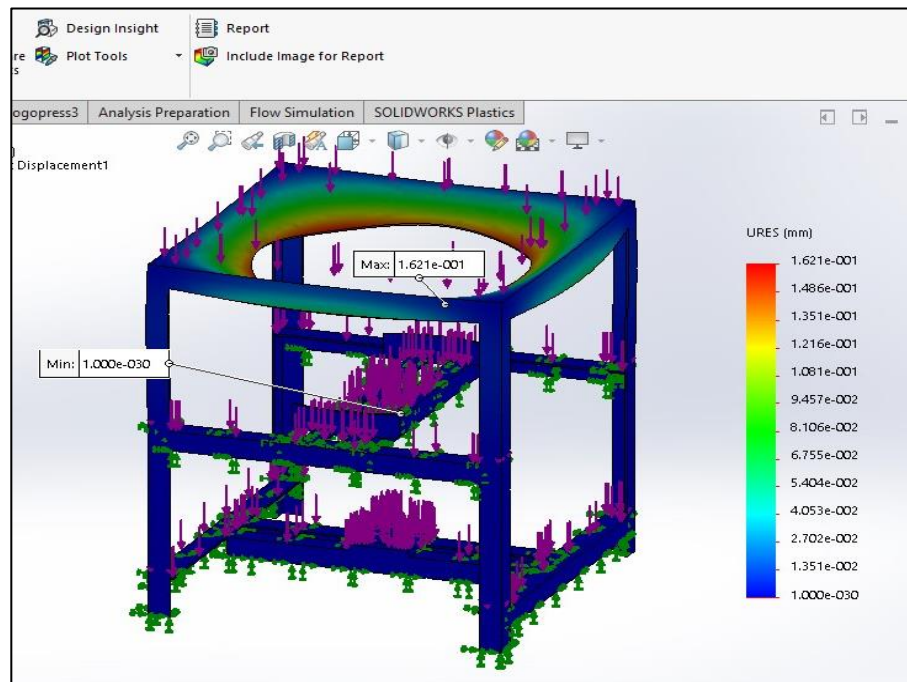 Design Insight
Report
re
Plot Tools
Include Image for Report
s
ogopress3
Analysis Preparation
Flow Simulation
SOLIDWORKS Plastics
Displacement1
URES (mm)
Max: 1.621e-001
Min: 1.000e-030
1.621e-001
1.486e-001
1.351e-001
1.216e-001
1.081e-001
9.457e-002
8.106e-002
6.755e-002
5.404e-002
4.053e-002
2.702e-002
1.351e-002
1.000e-030